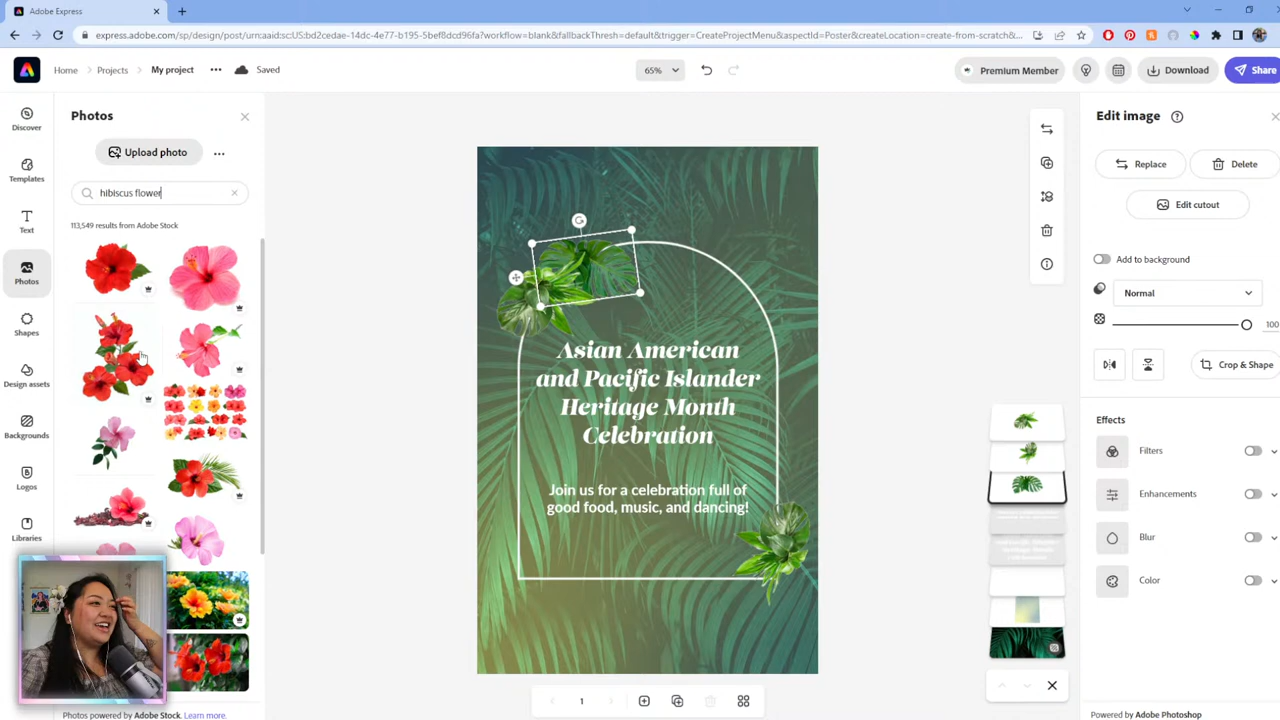 Adobe Express
express.adobe.com/sp/design/post/urn:aaid:sc:US:bd2cedae-14dc-4e77-b195-5bef8dcd96fa?workflow=blank&fallbackThresh=default&trigger=CreateProjectMenu&aspectId=Poster&createLocation=create-from-scratch&...
Home
Projects
My project
Saved
65%
Premium Member
Download
Share
Discover
Templates
Text
Photos
Shapes
Design assets
Backgrounds
Logos
Libraries
Photos
Upload photo
hibiscus flower
113,549 results from Adobe Stock
Photos powered by Adobe Stock. Learn more.
Asian American
and Pacific Islander
Heritage Month
Celebration
Join us for a celebration full of
good food, music, and dancing!
1
Edit image
Replace
Delete
Edit cutout
Add to background
Normal
100
Crop & Shape
Effects
Filters
Enhancements
Blur
Color
Powered by Adobe Photoshop